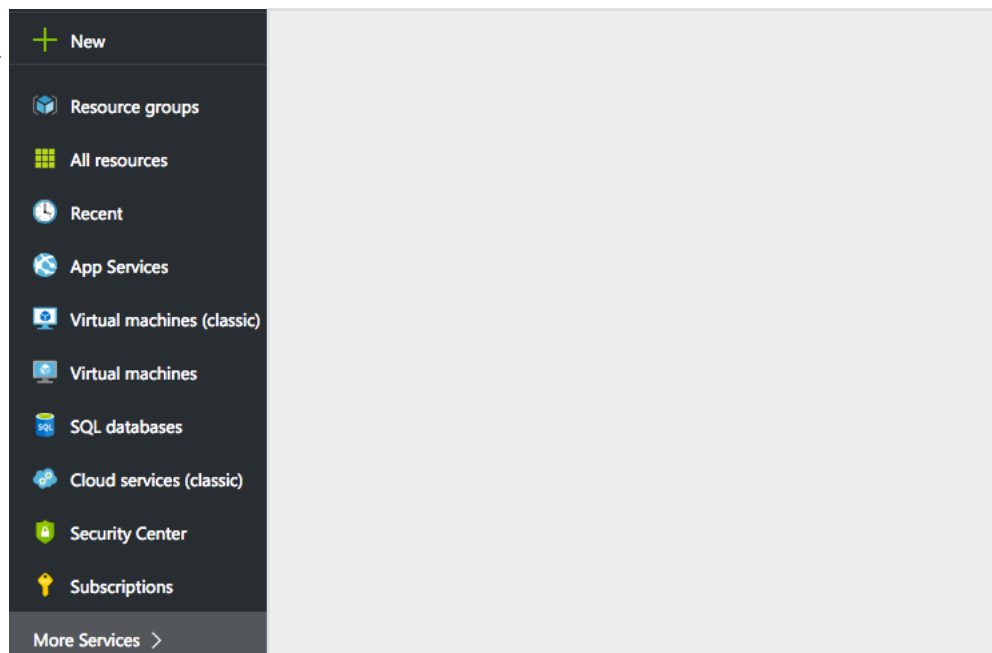 New
Resource groups
All resources
Recent
App Services
Virtual machines (classic)
Virtual machines
SQL
SQL databases
Cloud services (classic)
Security Center
Subscriptions
More Services >